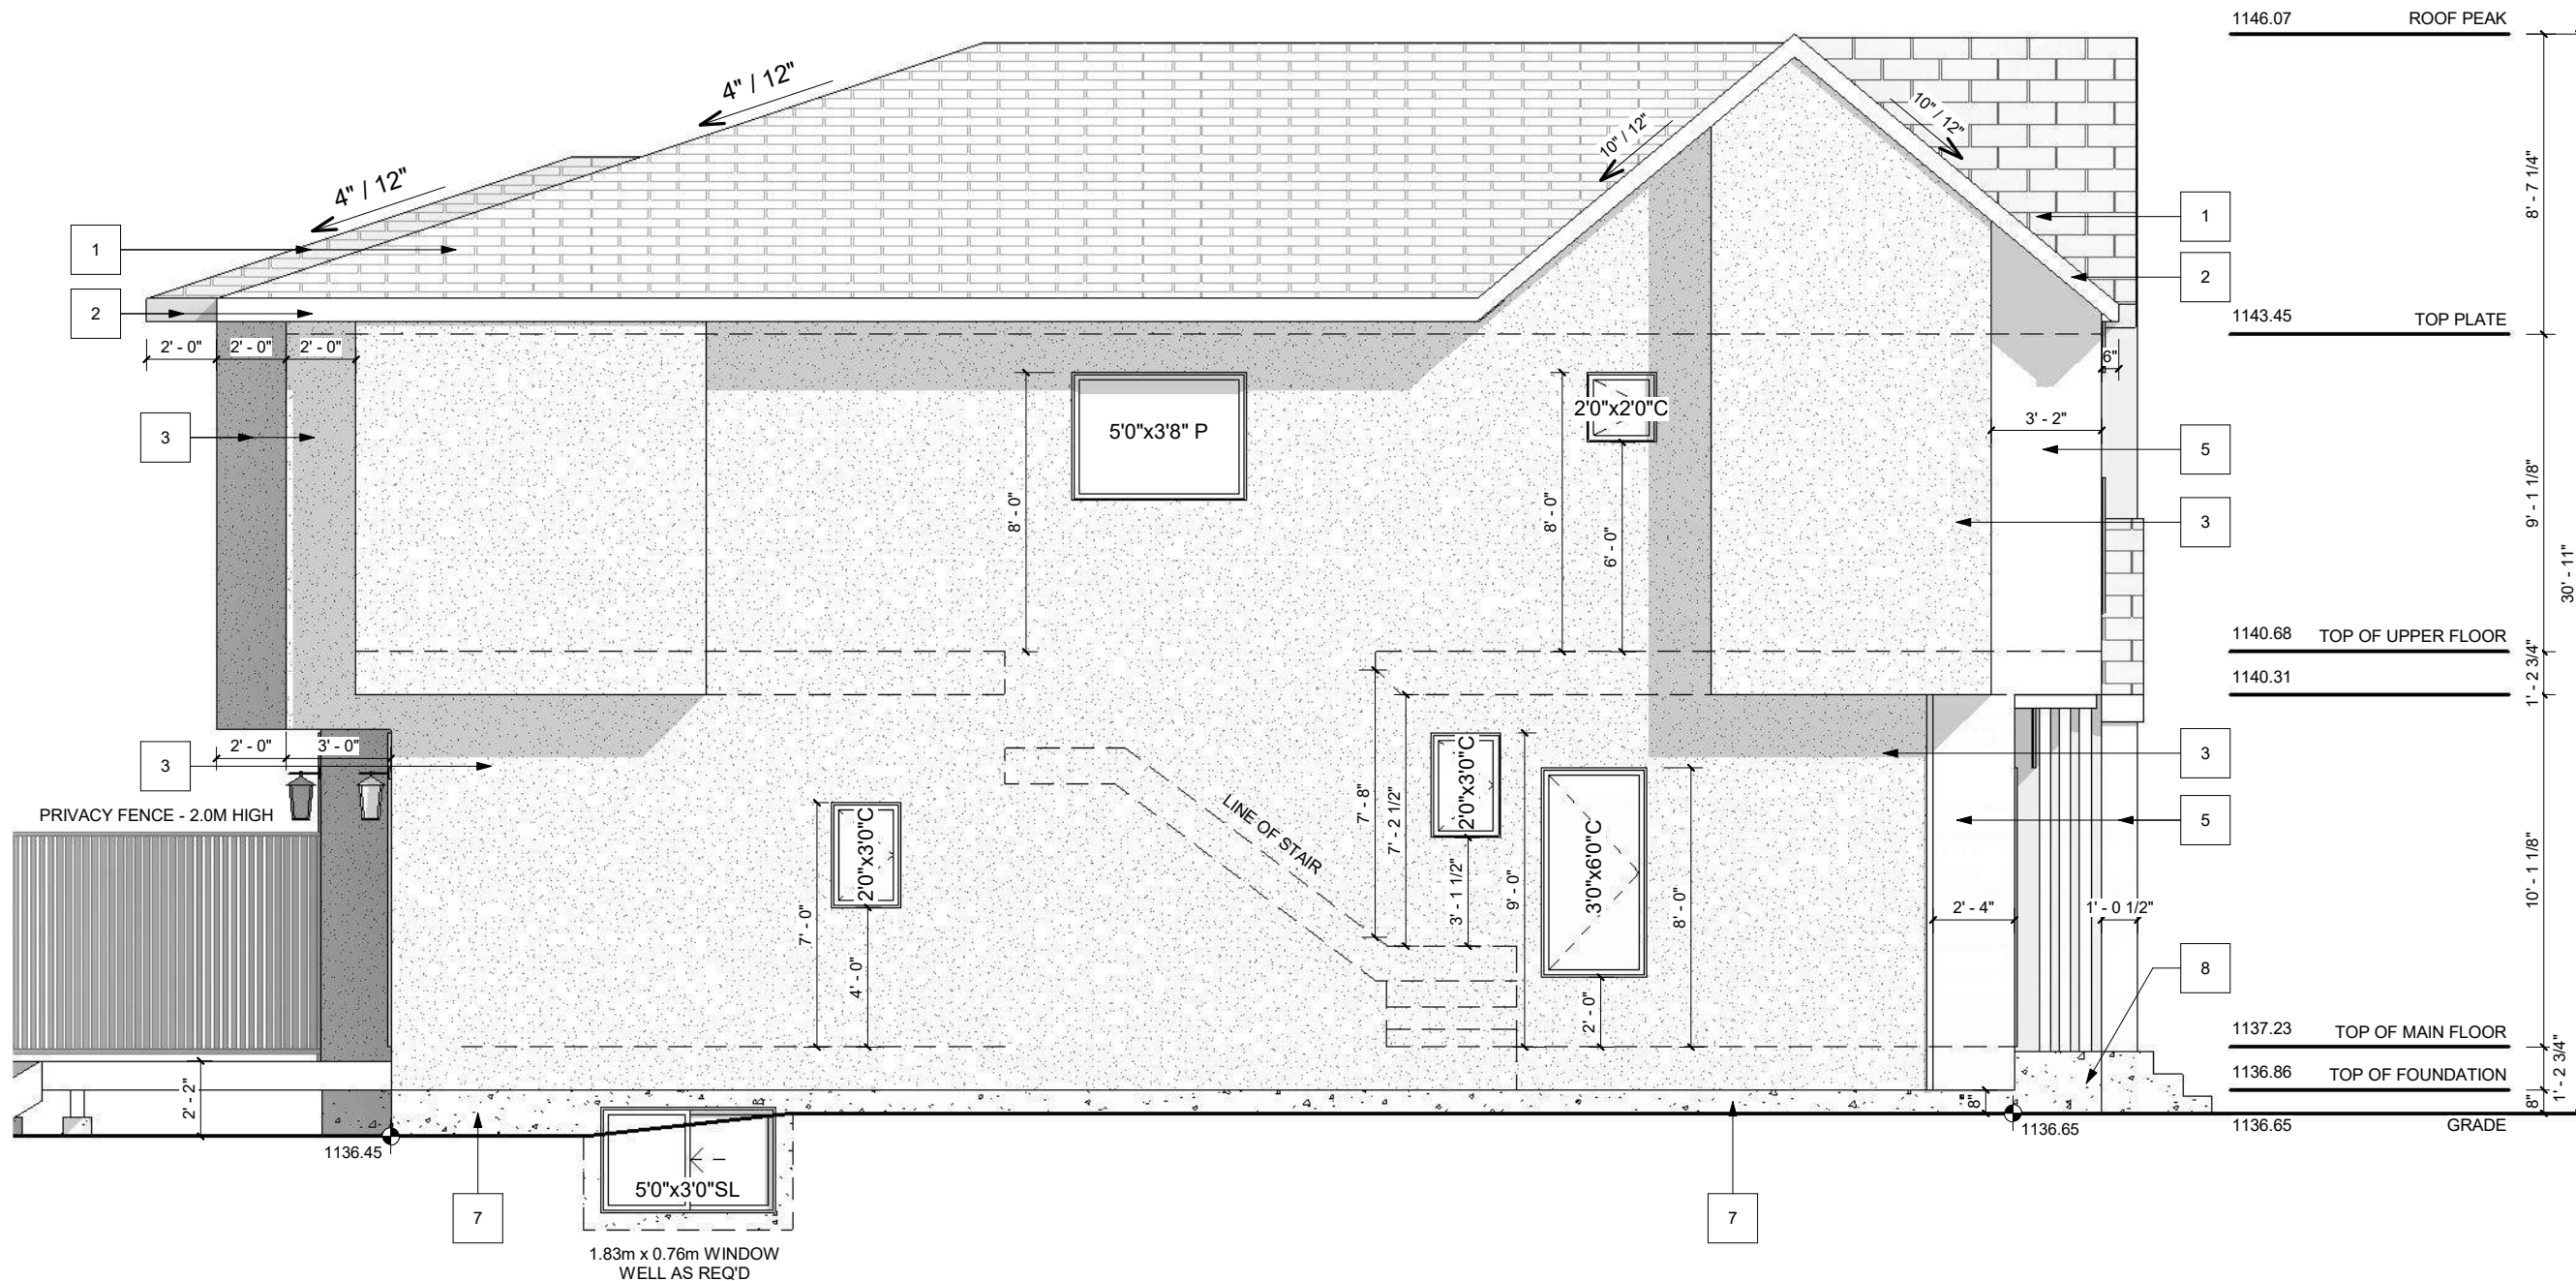 1146.07 ROOF PEAK
4" / 12"
4" / 12"
10" / 12"
10" / 12"
8' - 7 1/4"
1
1
2
2
1143.45 TOP PLATE
2' - 0"
2' - 0"
2' - 0"
6"
5'0"x3'8" P
2'0"x2'0"C
3' - 2"
3
5
3
8' - 0"
8' - 0"
6' - 0"
9' - 1 1/8"
30' - 11"
1140.68 TOP OF UPPER FLOOR
1' - 2 3/4"
1140.31
2' - 0"
3' - 0"
3
3
PRIVACY FENCE - 2.0M HIGH
LINE OF STAIR
7' - 8"
7' - 2 1/2"
2'0"x3'0"C
2'0"x3'0"C
3'0"x6'0"C
5
7' - 0"
4' - 0"
3' - 1 1/2"
9' - 0"
8' - 0"
2' - 0"
2' - 4"
1' - 0 1/2"
10' - 1 1/8"
8
1137.23 TOP OF MAIN FLOOR
1136.86 TOP OF FOUNDATION
1' - 2 3/4"
2' - 2"
8"
8"
1136.45
1136.65
1136.65 GRADE
5'0"x3'0"SL
7
7
1.83m x 0.76m WINDOW
WELL AS REQ'D